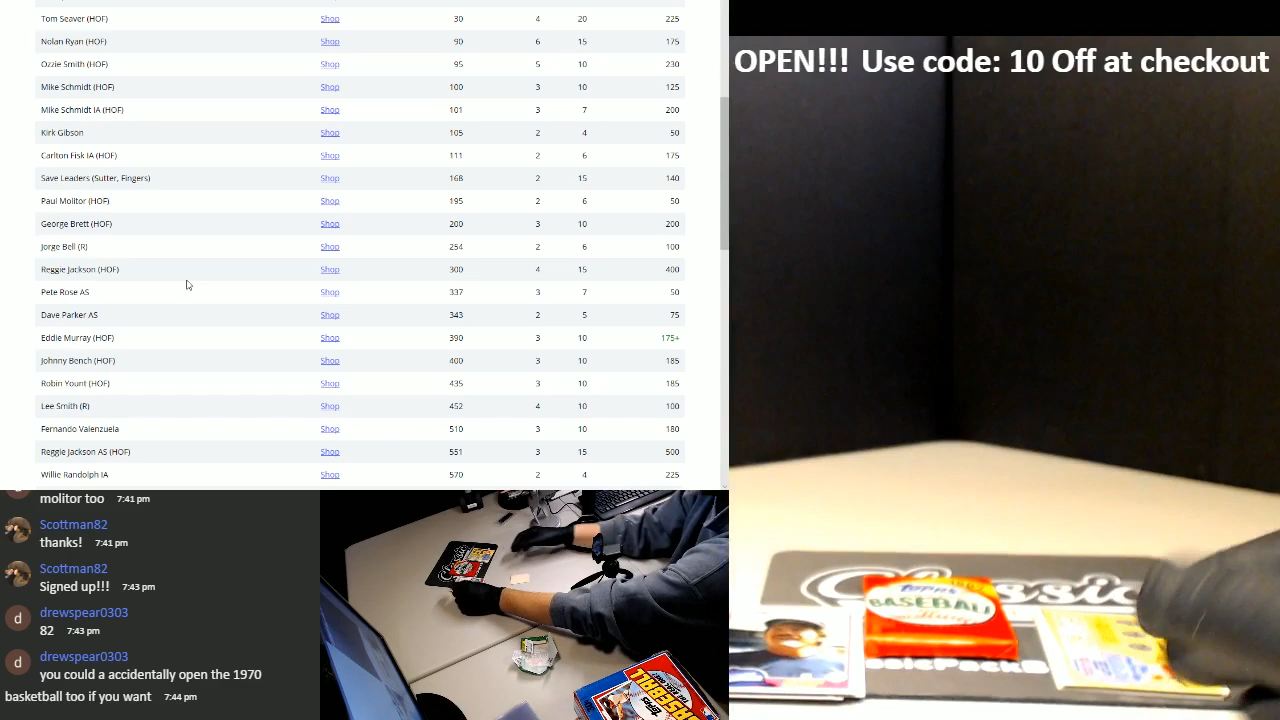 Tom Seaver (HOF) Shop 30 4 20 225
Nolan Ryan (HOF) Shop 90 6 15 175
Ozzie Smith (HOF) Shop 95 5 10 230
Mike Schmidt (HOF) Shop 100 3 10 125
Mike Schmidt IA (HOF) Shop 101 3 7 200
Kirk Gibson Shop 105 2 4 50
Carlton Fisk IA (HOF) Shop 111 2 6 175
Save Leaders (Sutter, Fingers) Shop 168 2 15 140
Paul Molitor (HOF) Shop 195 2 6 50
George Brett (HOF) Shop 200 3 10 200
Jorge Bell (R) Shop 254 2 6 100
Reggie Jackson (HOF) Shop 300 4 15 400
Pete Rose AS Shop 337 3 7 50
Dave Parker AS Shop 343 2 5 75
Eddie Murray (HOF) Shop 390 3 10 175+
Johnny Bench (HOF) Shop 400 3 10 185
Robin Yount (HOF) Shop 435 3 10 185
Lee Smith (R) Shop 452 4 10 100
Fernando Valenzuela Shop 510 3 10 180
Reggie Jackson AS (HOF) Shop 551 3 15 500
Willie Randolph IA Shop 570 2 4 225
molitor too 7:41 pm
Scottman82
thanks! 7:41 pm
Scottman82
Signed up!!! 7:43 pm
d drewspear0303
82 7:43 pm
d drewspear0303
you could a accidentally open the 1970
basketball too if you want 7:44 pm
OPEN!!! Use code: 10 Off at checkout
Classic
topps
BASEBALL
BASEBALL